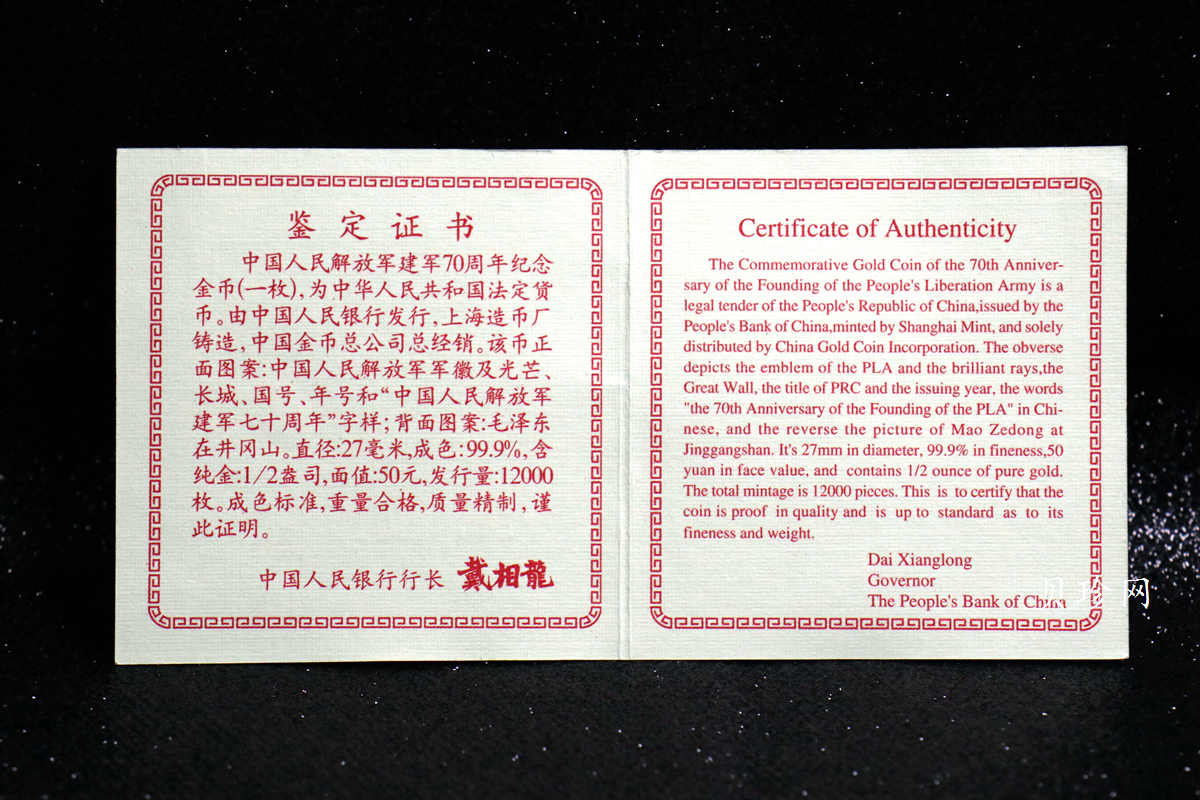 鉴定证书
中国人民解放军建军70周年纪念
金币(一枚),为中华人民共和国法定货
币。由中国人民银行发行,上海造币厂
铸造,中国金币总公司总经销。该币正
面图案:中国人民解放军军徽及光芒、
长城、国号、年号和“中国人民解放军
建军七十周年”字样;背面图案:毛泽东
在井冈山。直径:27毫米,成色:99.9%,含
纯金:1/2盎司,面值:50元,发行量:12000
枚。成色标准,重量合格,质量精制,谨
此证明。
中国人民银行行长 戴相龍
Certificate of Authenticity
The Commemorative Gold Coin of the 70th Anniver-
sary of the Founding of the People's Liberation Army is a
legal tender of the People's Republic of China,issued by the
People's Bank of China,minted by Shanghai Mint, and solely
distributed by China Gold Coin Incorporation. The obverse
depicts the emblem of the PLA and the brilliant rays,the
Great Wall, the title of PRC and the issuing year, the words
"the 70th Anniversary of the Founding of the PLA" in Chi-
nese, and the reverse the picture of Mao Zedong at
Jinggangshan. It's 27mm in diameter, 99.9% in fineness,50
yuan in face value, and contains 1/2 ounce of pure gold.
The total mintage is 12000 pieces. This is to certify that the
coin is proof in quality and is up to standard as to its
fineness and weight.
Dai Xianglong
Governor
The People's Bank of China
贝珍网